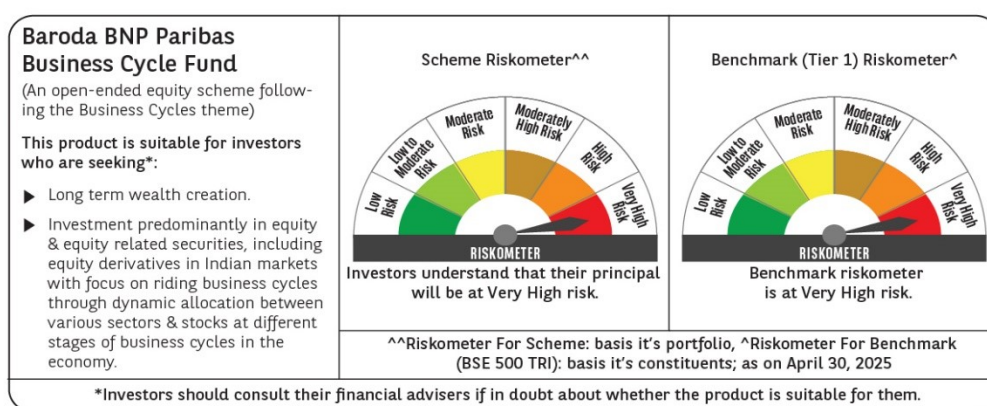 Baroda BNP Paribas
Business Cycle Fund
(An open-ended equity scheme follow-
ing the Business Cycles theme)
This product is suitable for investors
who are seeking*:
▶ Long term wealth creation.
▶ Investment predominantly in equity
& equity related securities, including
equity derivatives in Indian markets
with focus on riding business cycles
through dynamic allocation between
various sectors & stocks at different
stages of business cycles in the
economy.
Scheme Riskometer^^
Low Risk
Low to Moderate Risk
Moderate Risk
Moderately High Risk
High Risk
Very High Risk
RISKOMETER
Investors understand that their principal
will be at Very High risk.
Benchmark (Tier 1) Riskometer^
Low Risk
Low to Moderate Risk
Moderate Risk
Moderately High Risk
High Risk
Very High Risk
RISKOMETER
Benchmark riskometer
is at Very High risk.
^^Riskometer For Scheme: basis it's portfolio, ^Riskometer For Benchmark
(BSE 500 TRI): basis it's constituents; as on April 30, 2025
*Investors should consult their financial advisers if in doubt about whether the product is suitable for them.